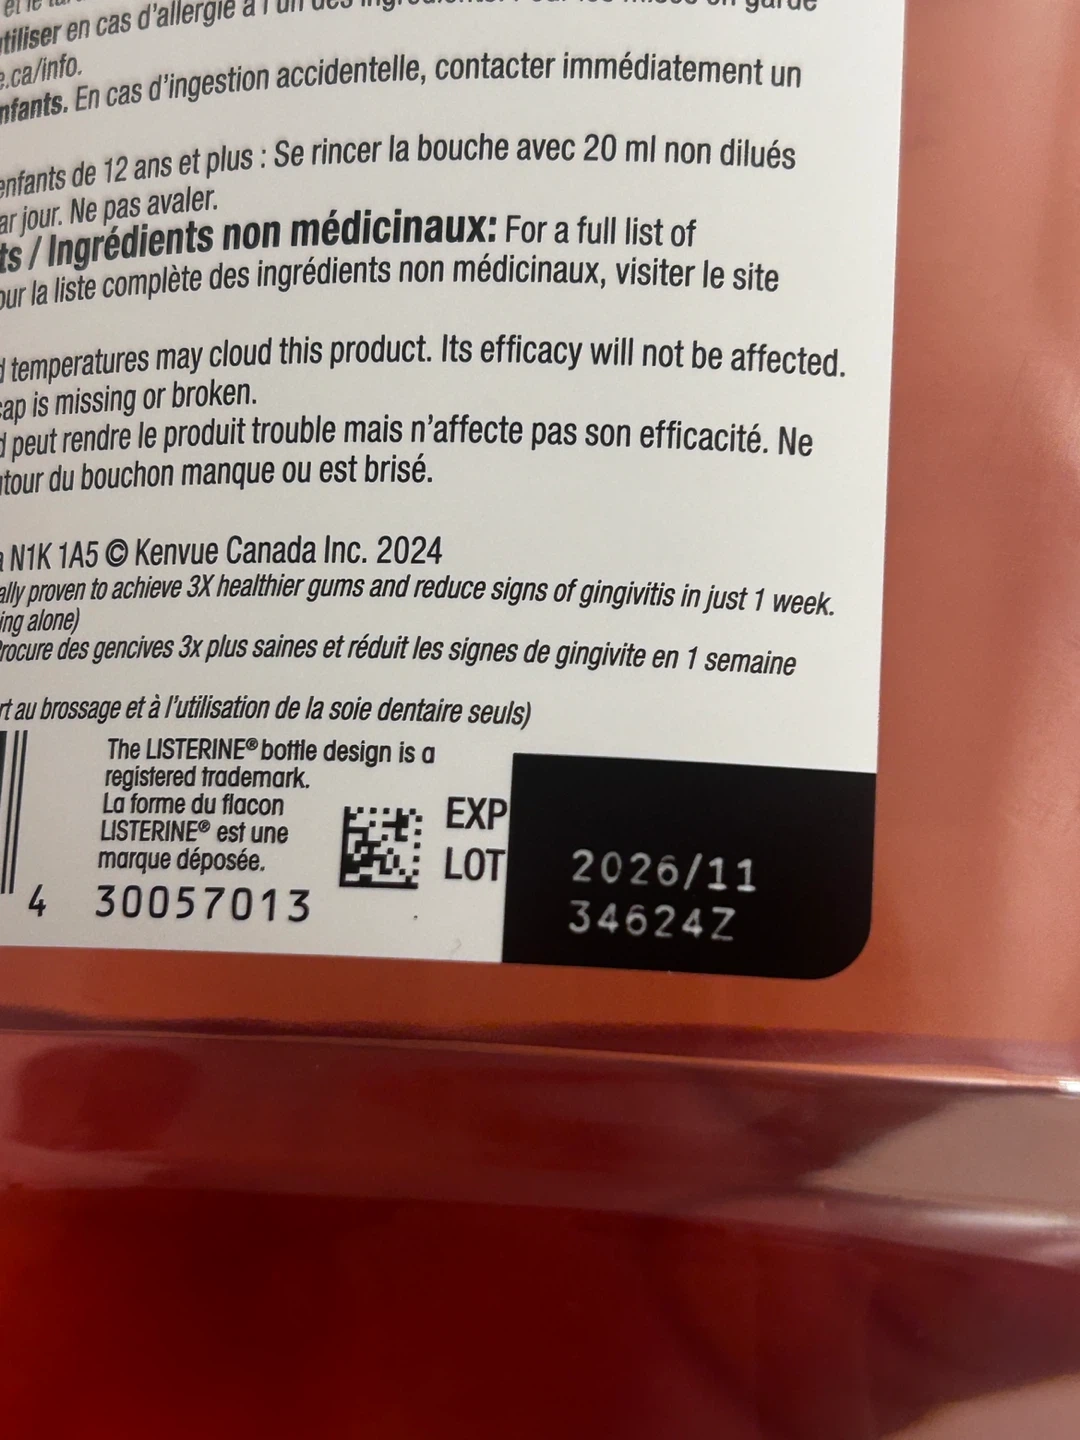 utiliser en cas d'allergie à l'un des
e.ca/info.
nfants. En cas d'ingestion accidentelle, contacter immédiatement un
enfants de 12 ans et plus : Se rincer la bouche avec 20 ml non dilués
ar jour. Ne pas avaler.
ts / Ingrédients non médicinaux: For a full list of
our la liste complète des ingrédients non médicinaux, visiter le site
d temperatures may cloud this product. Its efficacy will not be affected.
cap is missing or broken.
d peut rendre le produit trouble mais n'affecte pas son efficacité. Ne
utour du bouchon manque ou est brisé.
a N1K 1A5 © Kenvue Canada Inc. 2024
ally proven to achieve 3X healthier gums and reduce signs of gingivitis in just 1 week.
ing alone)
Procure des gencives 3x plus saines et réduit les signes de gingivite en 1 semaine
rt au brossage et à l'utilisation de la soie dentaire seuls)
The LISTERINE® bottle design is a
registered trademark.
La forme du flacon
LISTERINE® est une
marque déposée.
4 30057013
EXP 2026/11
LOT 34624Z